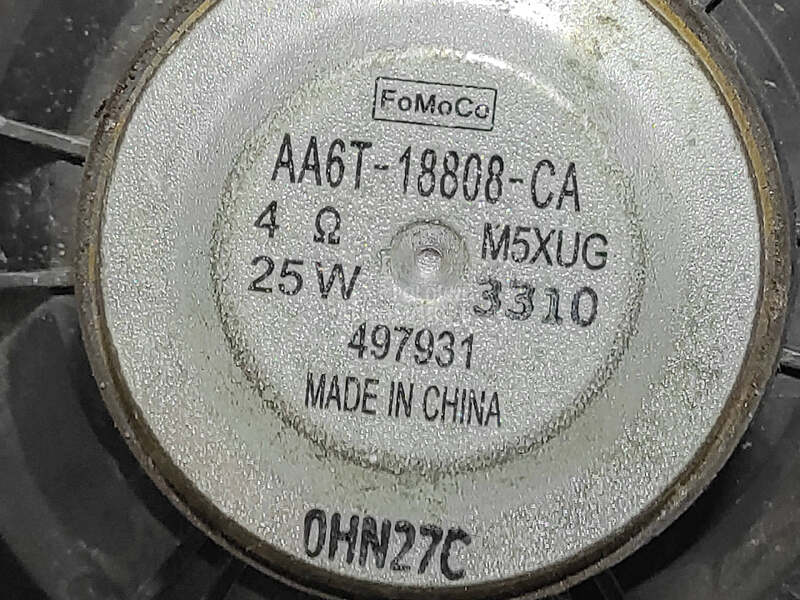 FoMoCo
AA6T-18808-CA
4 Ω M5XUG
25W 3310
497931
MADE IN CHINA
0HN27C